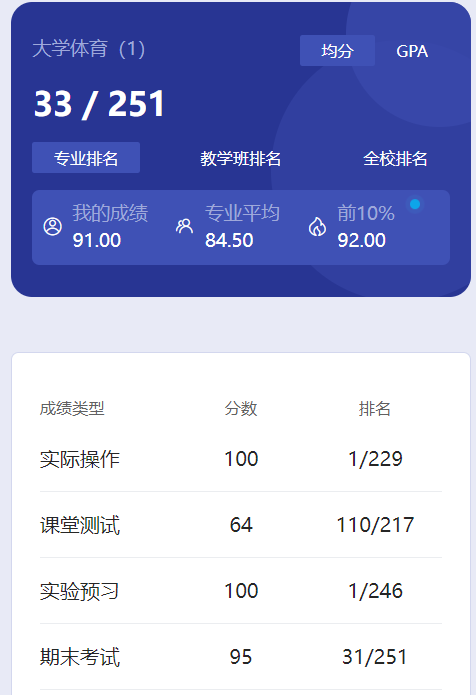 大学体育（1） 均分 GPA
33 / 251
专业排名 教学班排名 全校排名
我的成绩 专业平均 前10%
91.00 84.50 92.00
成绩类型 分数 排名
实际操作 100 1/229
课堂测试 64 110/217
实验预习 100 1/246
期末考试 95 31/251